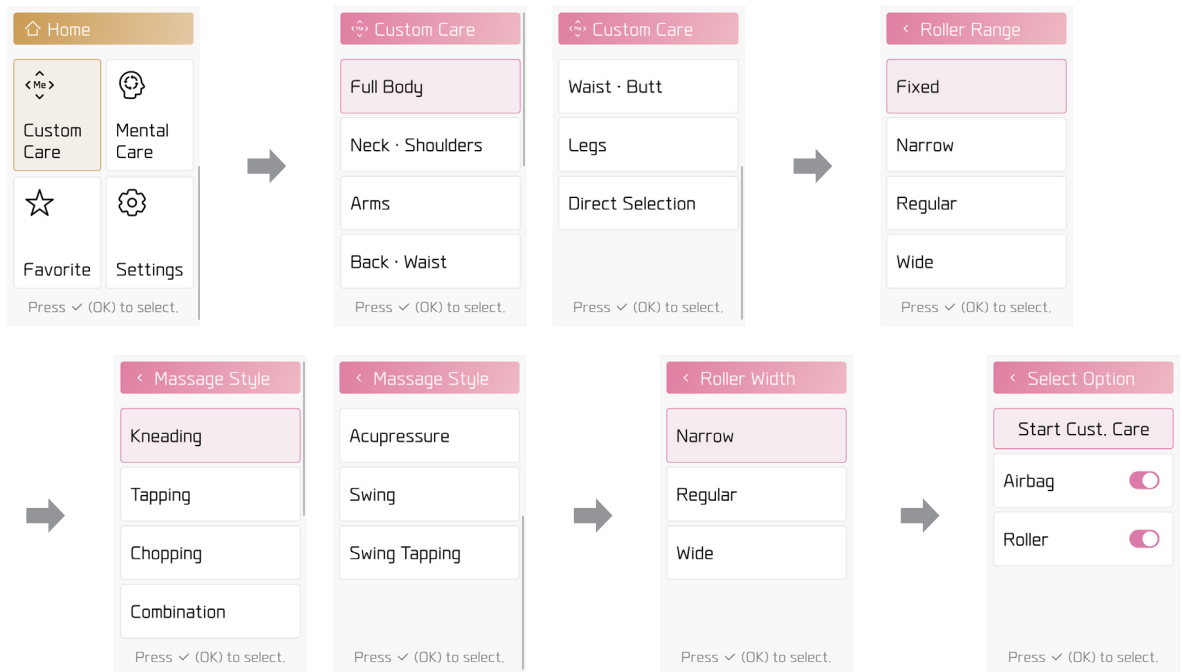 Home
Me
Custom
Care
Mental
Care
Favorite
Settings
Press ✓ (OK) to select.
Me
Custom Care
Full Body
Neck · Shoulders
Arms
Back · Waist
Press ✓ (OK) to select.
Me
Custom Care
Waist · Butt
Legs
Direct Selection
Press ✓ (OK) to select.
< Roller Range
Fixed
Narrow
Regular
Wide
Press ✓ (OK) to select.
< Massage Style
Kneading
Tapping
Chopping
Combination
Press ✓ (OK) to select.
< Massage Style
Acupressure
Swing
Swing Tapping
Press ✓ (OK) to select.
< Roller Width
Narrow
Regular
Wide
Press ✓ (OK) to select.
< Select Option
Start Cust. Care
Airbag
Roller
Press ✓ (OK) to select.